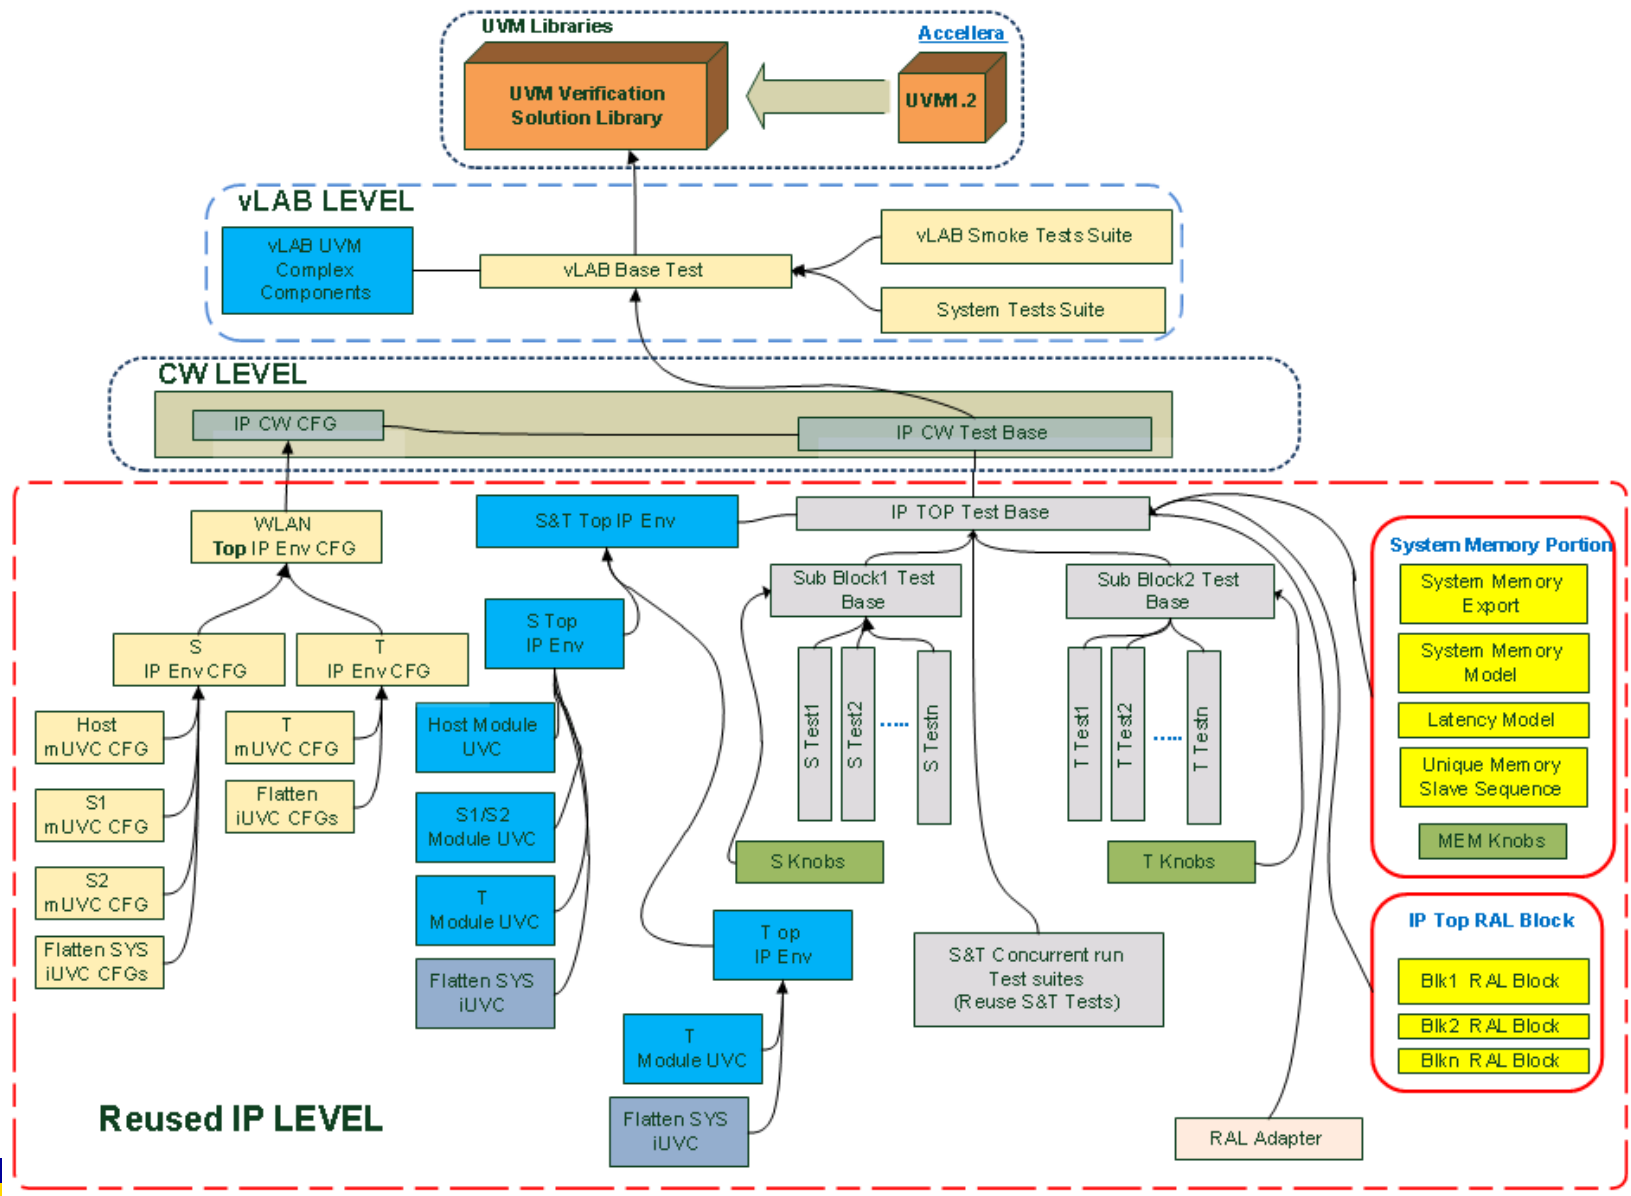 UVM Libraries
Accellera
UVM Verification
Solution Library
UVM1.2
vLAB LEVEL
vLAB UVM
Complex
Components
vLAB Base Test
vLAB Smoke Tests Suite
System Tests Suite
CW LEVEL
IP CW CFG
IP CW Test Base
WLAN
Top IP Env CFG
S&T Top IP Env
IP TOP Test Base
System Memory Portion
System Memory
Export
System Memory
Model
Latency Model
Unique Memory
Slave Sequence
MEM Knobs
Sub Block1 Test
Base
Sub Block2 Test
Base
S Top
IP Env
S
IP Env CFG
T
IP Env CFG
Host
mUVC CFG
S1
mUVC CFG
S2
mUVC CFG
Flatten SYS
iUVC CFGs
T
mUVC CFG
Flatten
iUVC CFGs
Host Module
UVC
S1/S2
Module UVC
T
Module UVC
Flatten SYS
iUVC
S Test1
S Test2
.....
S Testn
T Test1
T Test2
.....
T Testn
S Knobs
T Knobs
T op
IP Env
T
Module UVC
Flatten SYS
iUVC
S&T Concurrent run
Test suites
(Reuse S&T Tests)
IP Top RAL Block
Blk1 RAL Block
Blk2 RAL Block
Blkn RAL Block
RAL Adapter
Reused IP LEVEL